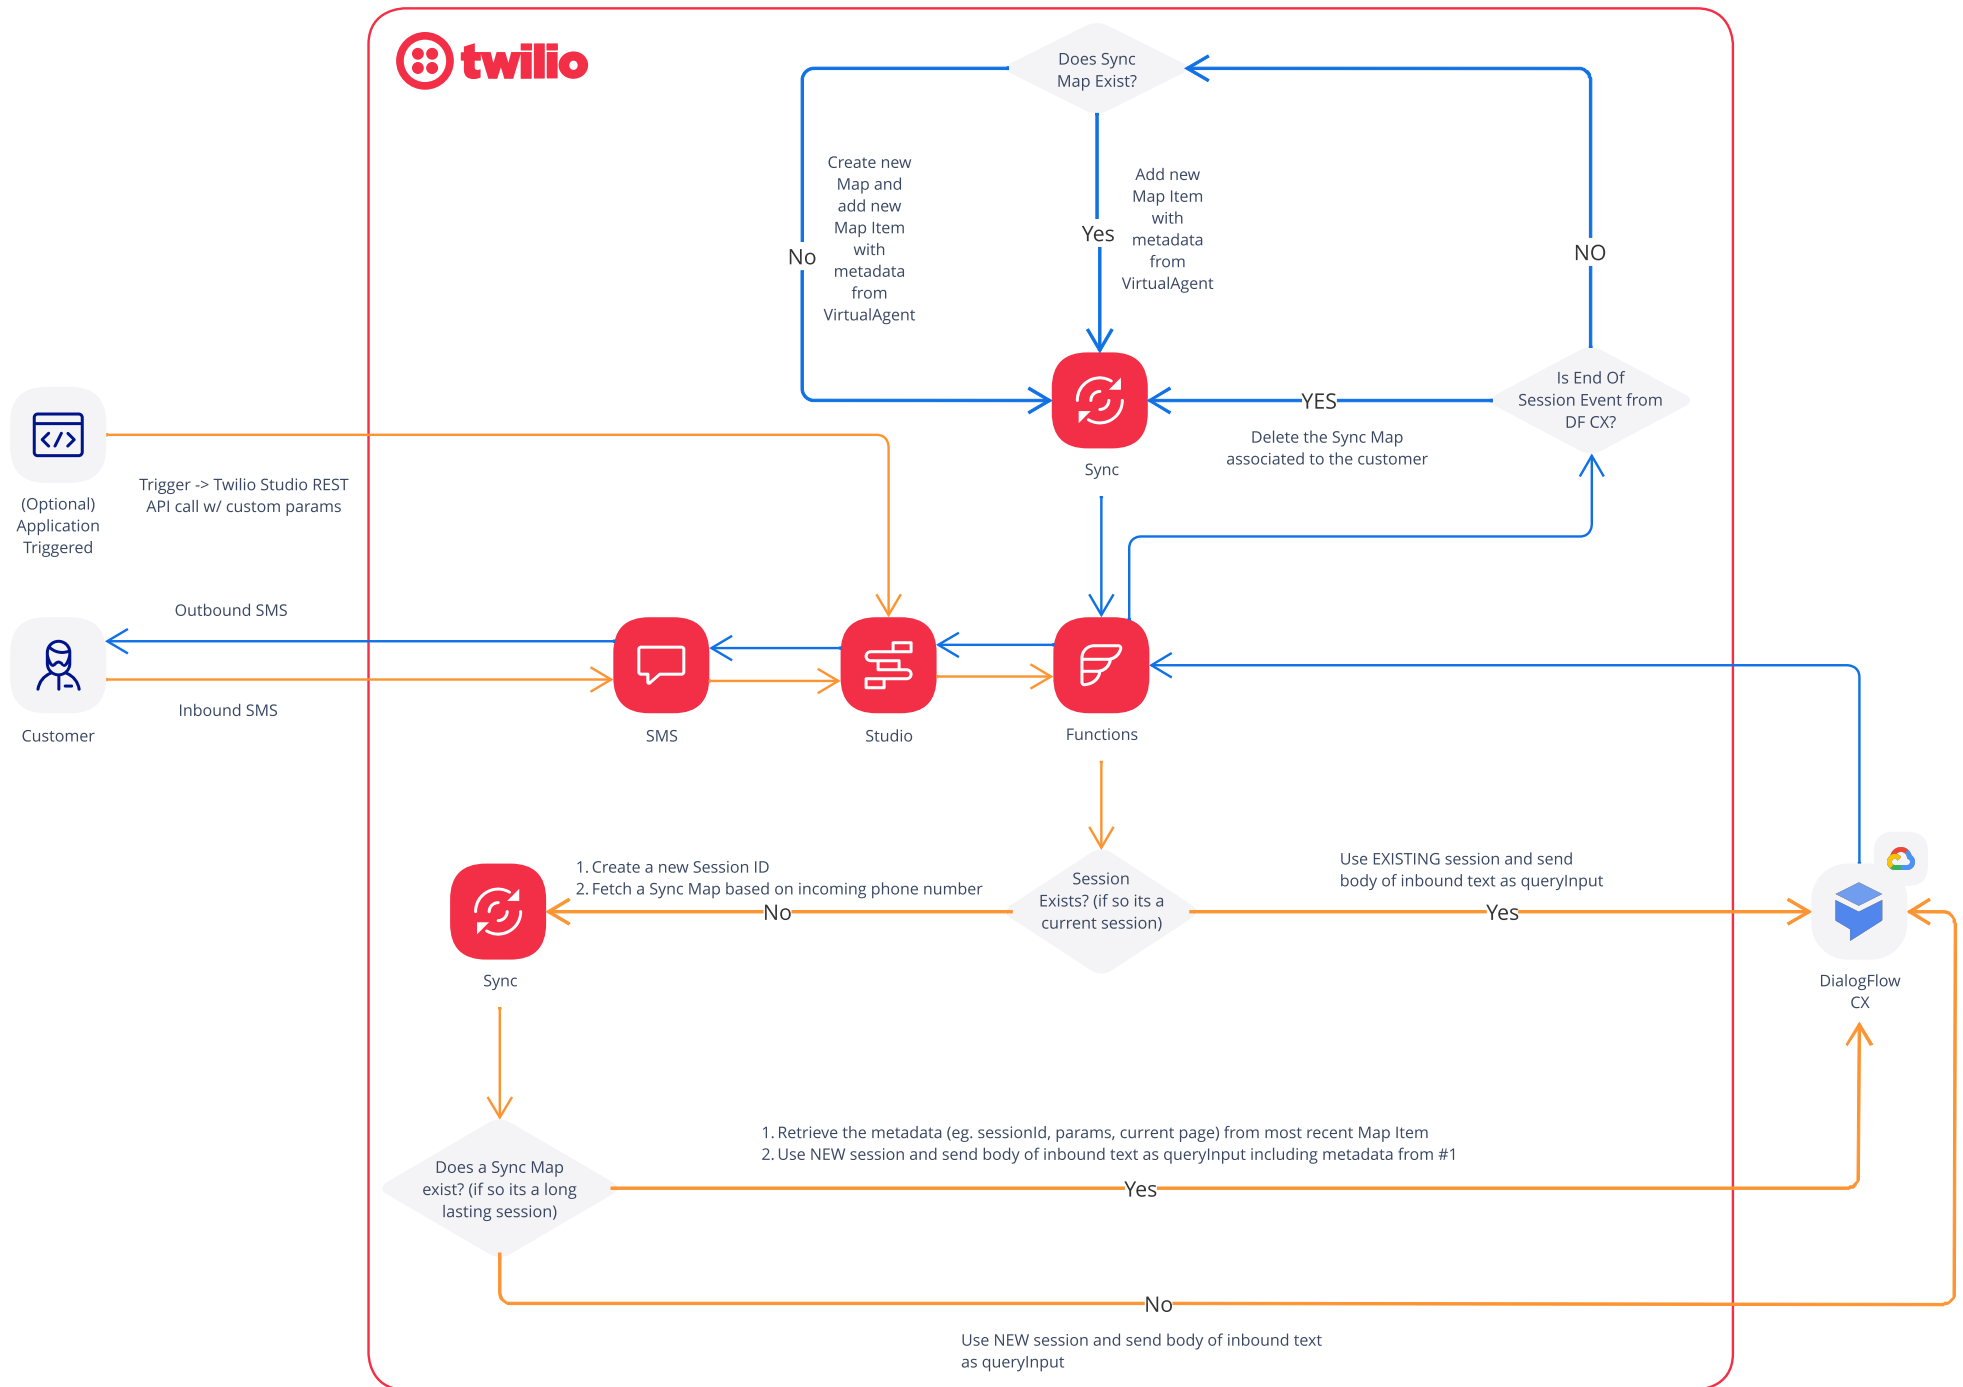 twilio
Does Sync
Map Exist?
Create new
Map and
add new
Map Item
with
metadata
from
VirtualAgent
No
Add new
Map Item
with
metadata
from
VirtualAgent
Yes
NO
Is End Of
Session Event from
DF CX?
YES
Delete the Sync Map
associated to the customer
Sync
(Optional)
Application
Triggered
Trigger -> Twilio Studio REST
API call w/ custom params
Outbound SMS
Inbound SMS
Customer
SMS
Studio
Functions
1. Create a new Session ID
2. Fetch a Sync Map based on incoming phone number
No
Session
Exists? (if so its a
current session)
Use EXISTING session and send
body of inbound text as queryInput
Yes
Sync
DialogFlow
CX
Does a Sync Map
exist? (if so its a long
lasting session)
1. Retrieve the metadata (eg. sessionId, params, current page) from most recent Map Item
2. Use NEW session and send body of inbound text as queryInput including metadata from #1
Yes
No
Use NEW session and send body of inbound text
as queryInput